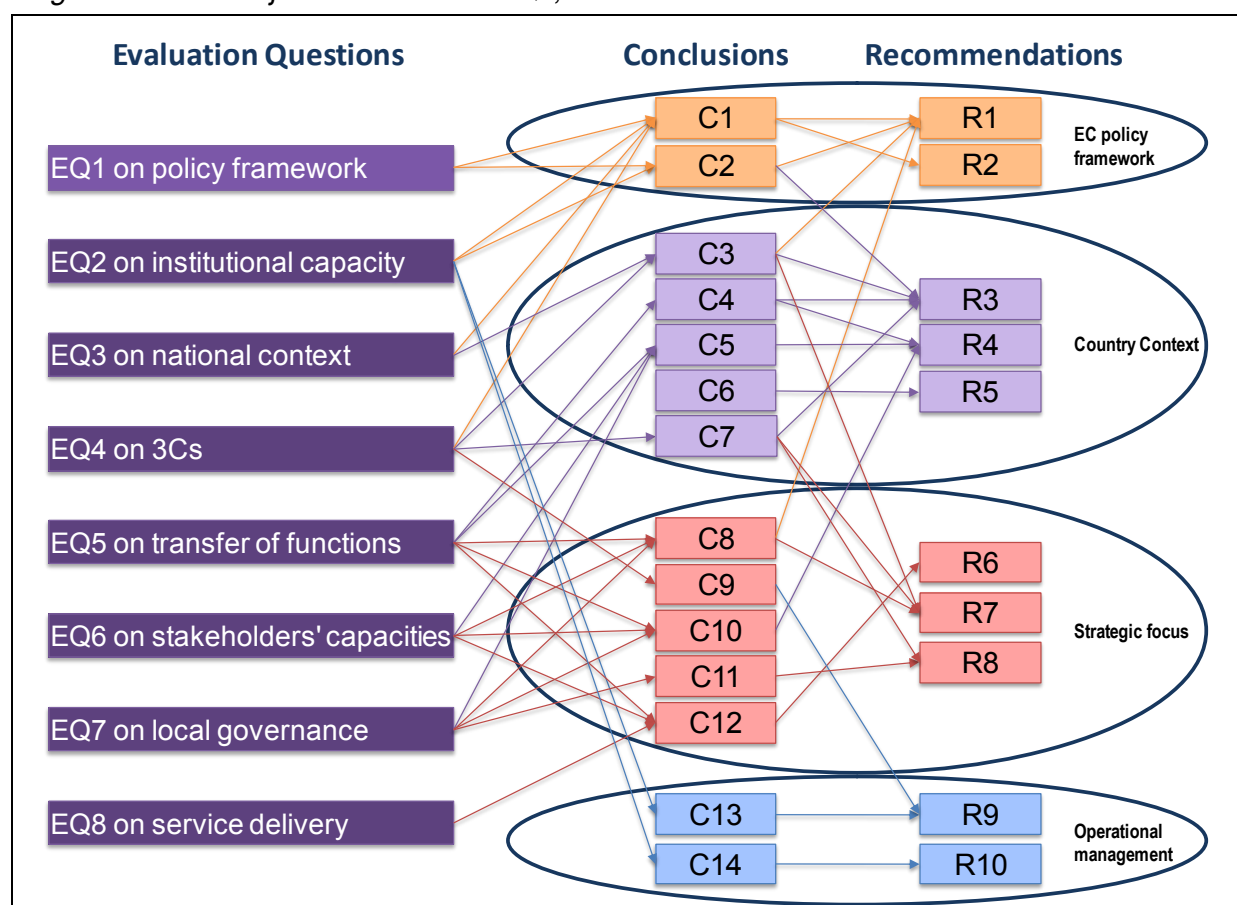 Evaluation Questions
Conclusions
Recommendations
EQ1 on policy framework
EQ2 on institutional capacity
EQ3 on national context
EQ4 on 3Cs
EQ5 on transfer of functions
EQ6 on stakeholders' capacities
EQ7 on local governance
EQ8 on service delivery
C1
C2
C3
C4
C5
C6
C7
C8
C9
C10
C11
C12
C13
C14
R1
R2
R3
R4
R5
R6
R7
R8
R9
R10
EC policy
framework
Country Context
Strategic focus
Operational
management